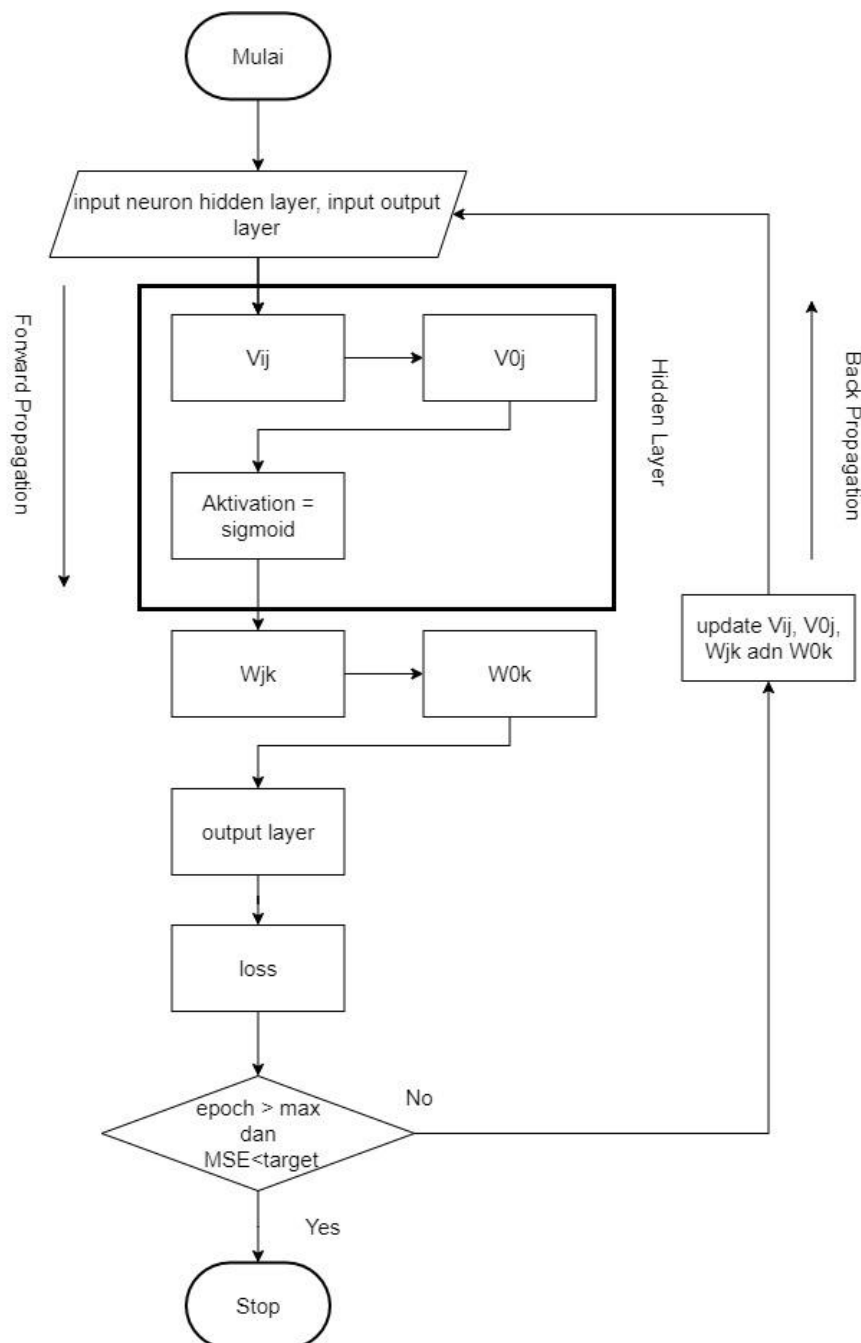 Mulai
input neuron hidden layer, input output
layer
Forward Propagation
Vij
V0j
Hidden Layer
Back Propagation
Aktivation =
sigmoid
update Vij, V0j,
Wjk adn W0k
Wjk
W0k
output layer
loss
epoch > max
dan
MSE<target
No
Yes
Stop